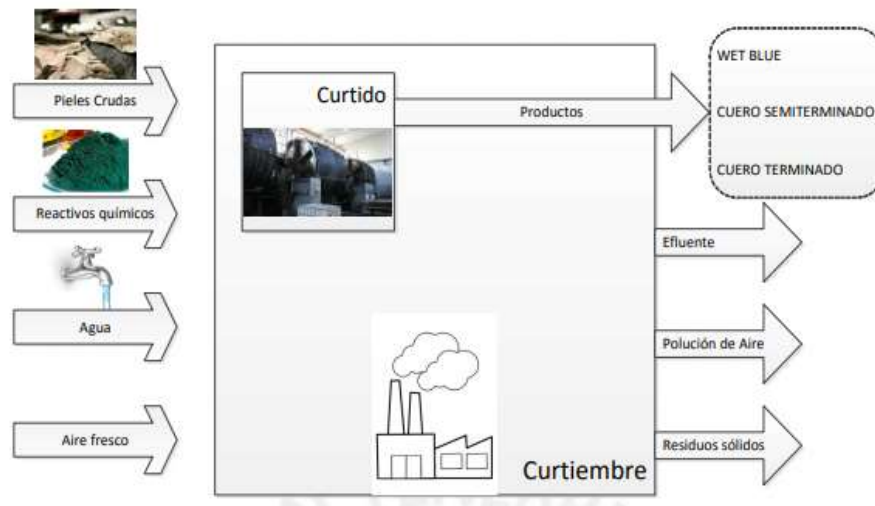 Pieles Crudas
Reactivos químicos
Agua
Aire fresco
Curtido
Curtiembre
Productos
WET BLUE
CUERO SEMITERMINADO
CUERO TERMINADO
Efluente
Polución de Aire
Residuos sólidos